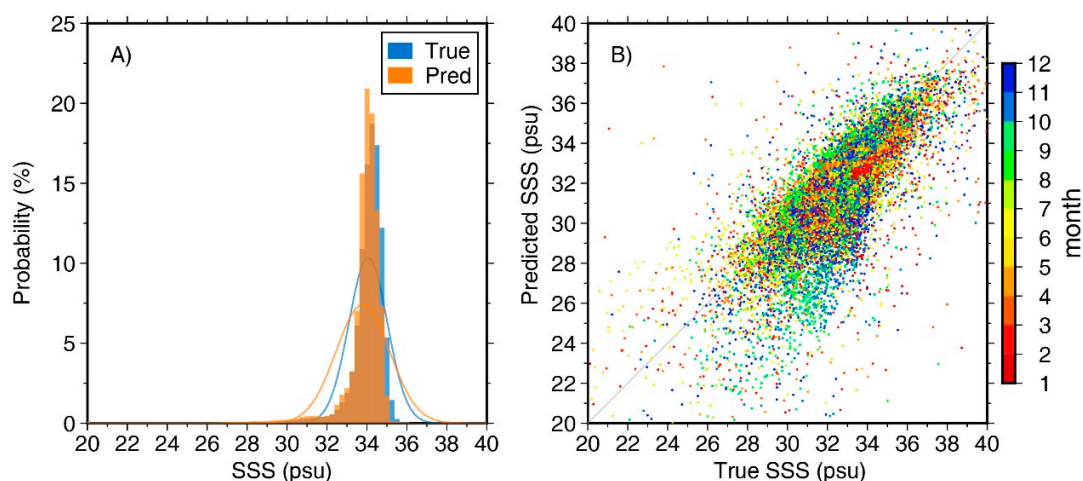 A)
True
Pred
Probability (%)
25
20
15
10
5
0
20 22 24 26 28 30 32 34 36 38 40
SSS (psu)
B)
Predicted SSS (psu)
40
38
36
34
32
30
28
26
24
22
20
20 22 24 26 28 30 32 34 36 38 40
True SSS (psu)
12
11
10
9
8
7
6
5
4
3
2
1
month